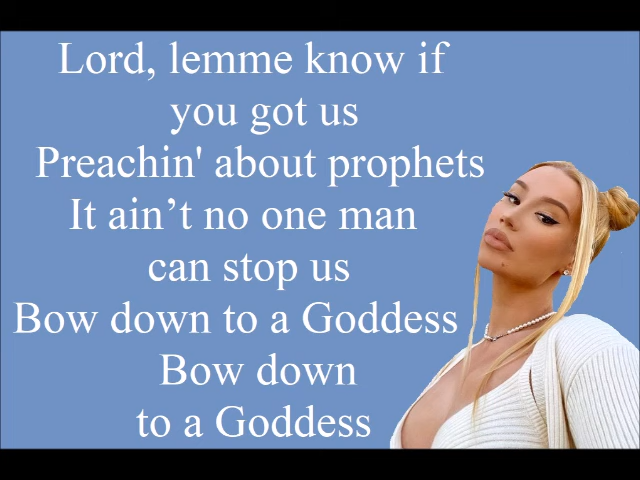 Lord, lemme know if
you got us
Preachin' about prophets
It ain’t no one man
can stop us
Bow down to a Goddess
Bow down
to a Goddess